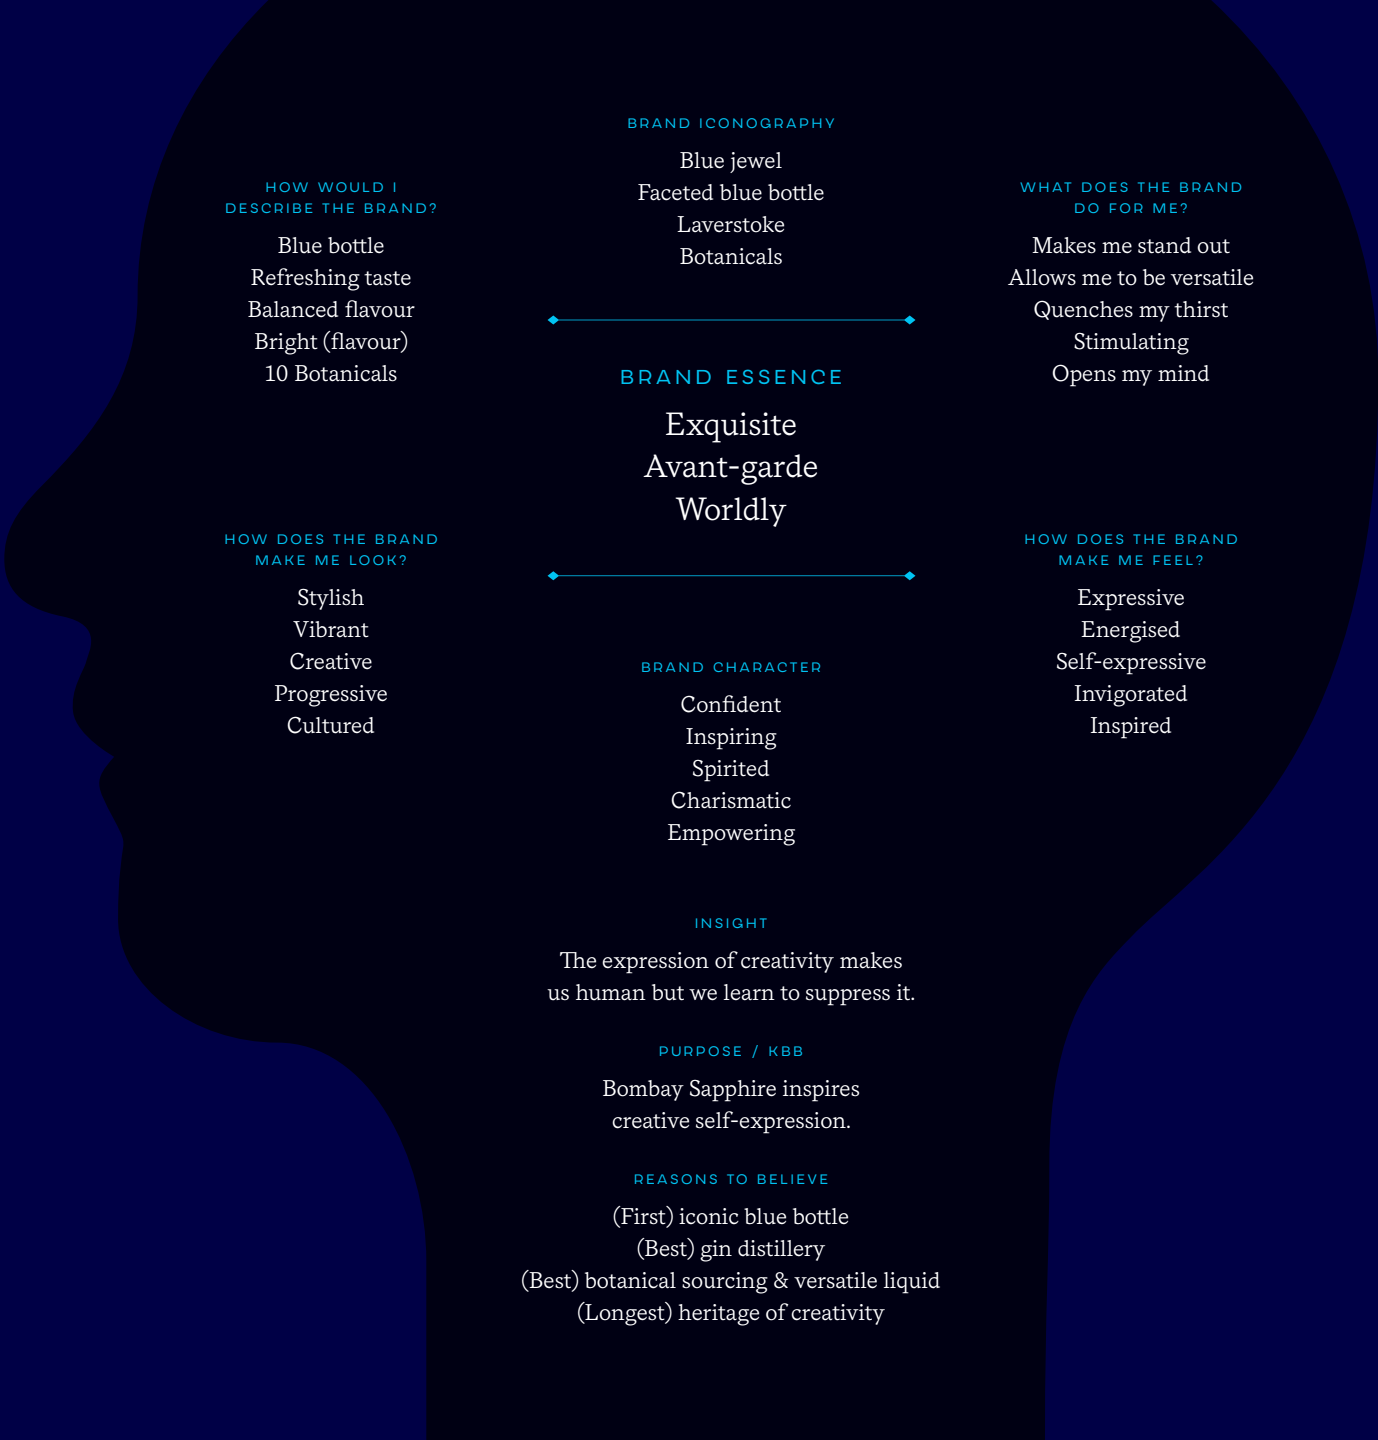 BRAND ICONOGRAPHY
Blue jewel
Faceted blue bottle
Laverstoke
Botanicals
HOW WOULD I
DESCRIBE THE BRAND?
Blue bottle
Refreshing taste
Balanced flavour
Bright (flavour)
10 Botanicals
WHAT DOES THE BRAND
DO FOR ME?
Makes me stand out
Allows me to be versatile
Quenches my thirst
Stimulating
Opens my mind
BRAND ESSENCE
Exquisite
Avant-garde
Worldly
HOW DOES THE BRAND
MAKE ME LOOK?
Stylish
Vibrant
Creative
Progressive
Cultured
HOW DOES THE BRAND
MAKE ME FEEL?
Expressive
Energised
Self-expressive
Invigorated
Inspired
BRAND CHARACTER
Confident
Inspiring
Spirited
Charismatic
Empowering
INSIGHT
The expression of creativity makes
us human but we learn to suppress it.
PURPOSE / KBB
Bombay Sapphire inspires
creative self-expression.
REASONS TO BELIEVE
(First) iconic blue bottle
(Best) gin distillery
(Best) botanical sourcing & versatile liquid
(Longest) heritage of creativity